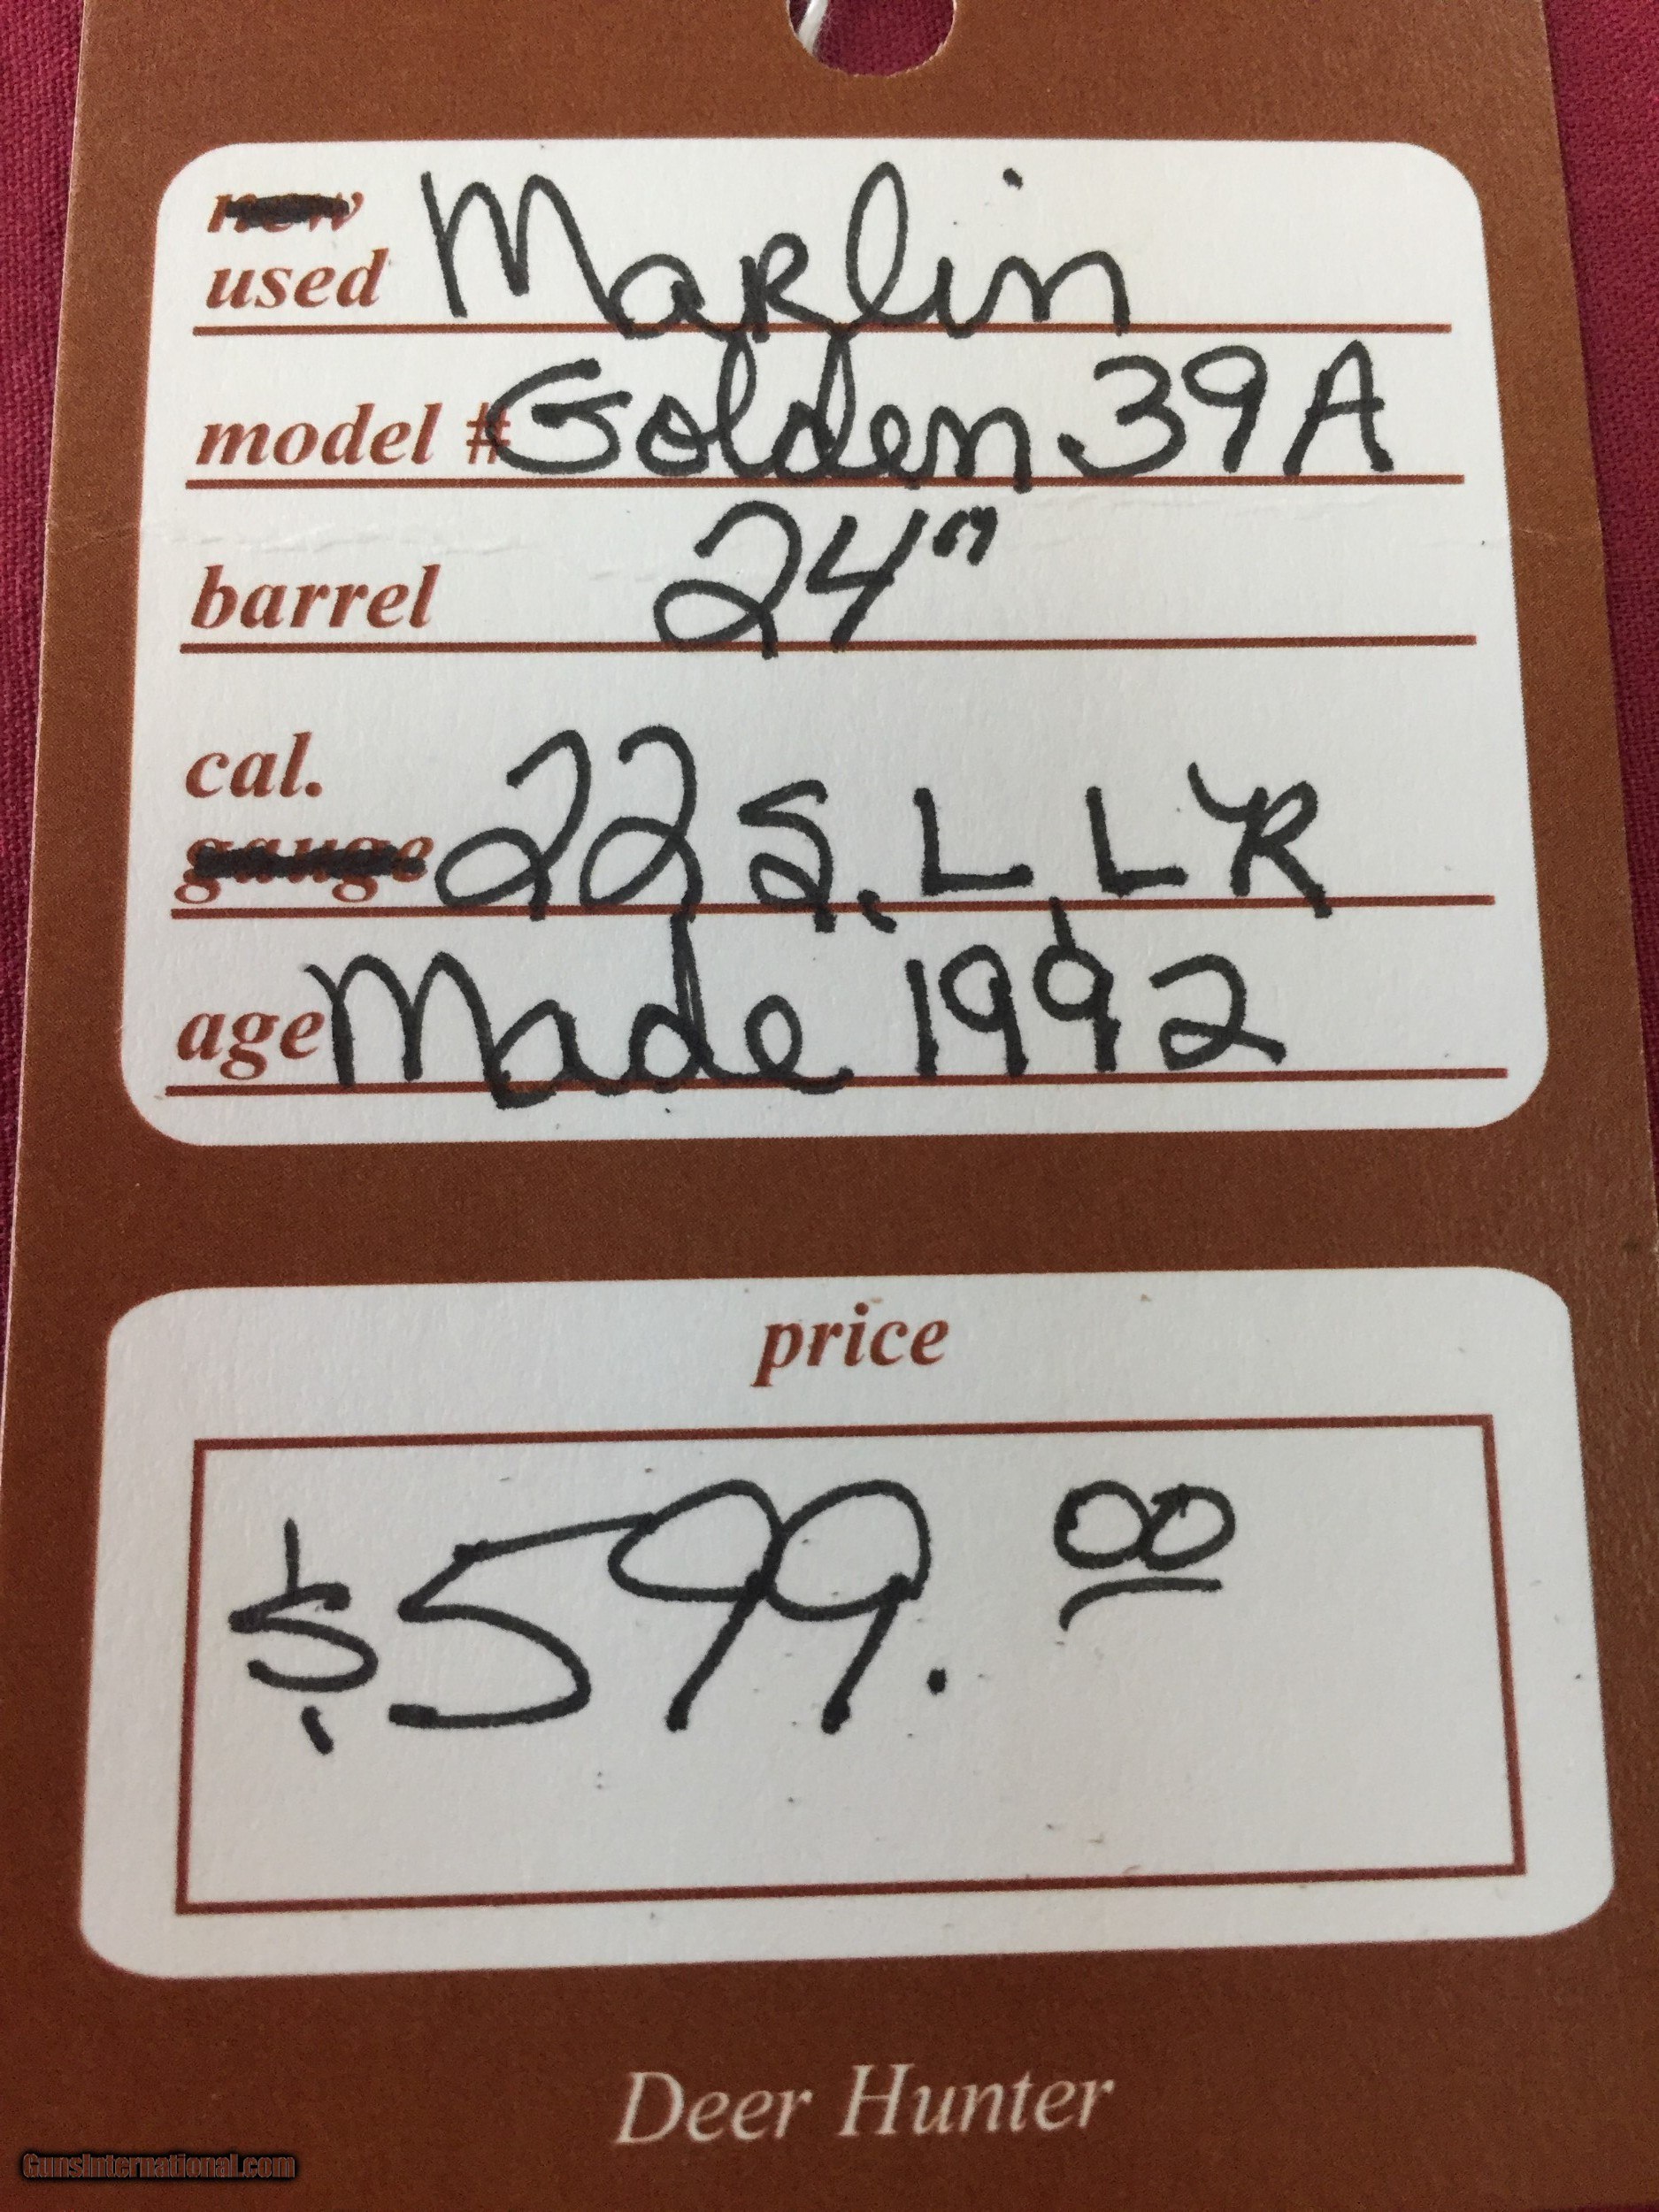 new
used Marlin
model # Golden 39A
barrel 24"
cal.
gauge 22 S, L, LR
age Made 1992
price
$599.00
Deer Hunter
GunsInternational.com